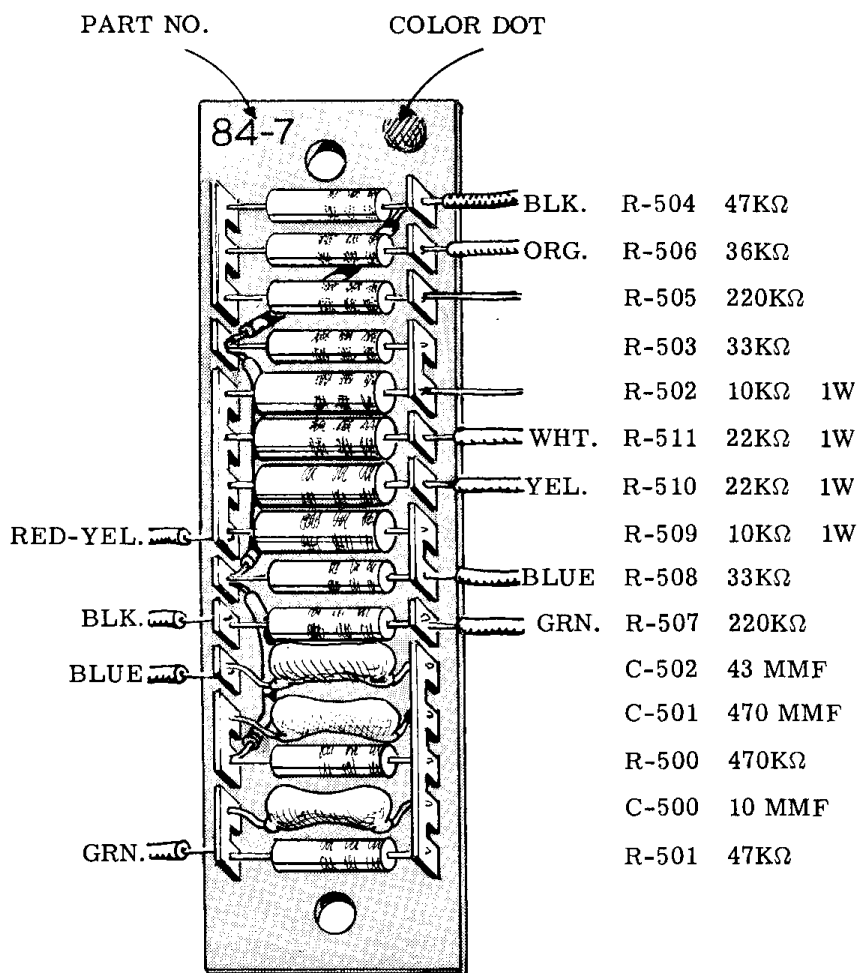 PART NO. COLOR DOT
84-7
BLK. R-504 47KΩ
ORG. R-506 36KΩ
R-505 220KΩ
R-503 33KΩ
R-502 10KΩ 1W
WHT. R-511 22KΩ 1W
YEL. R-510 22KΩ 1W
RED-YEL. R-509 10KΩ 1W
BLUE R-508 33KΩ
BLK. GRN. R-507 220KΩ
BLUE C-502 43 MMF
C-501 470 MMF
R-500 470KΩ
C-500 10 MMF
GRN. R-501 47KΩ